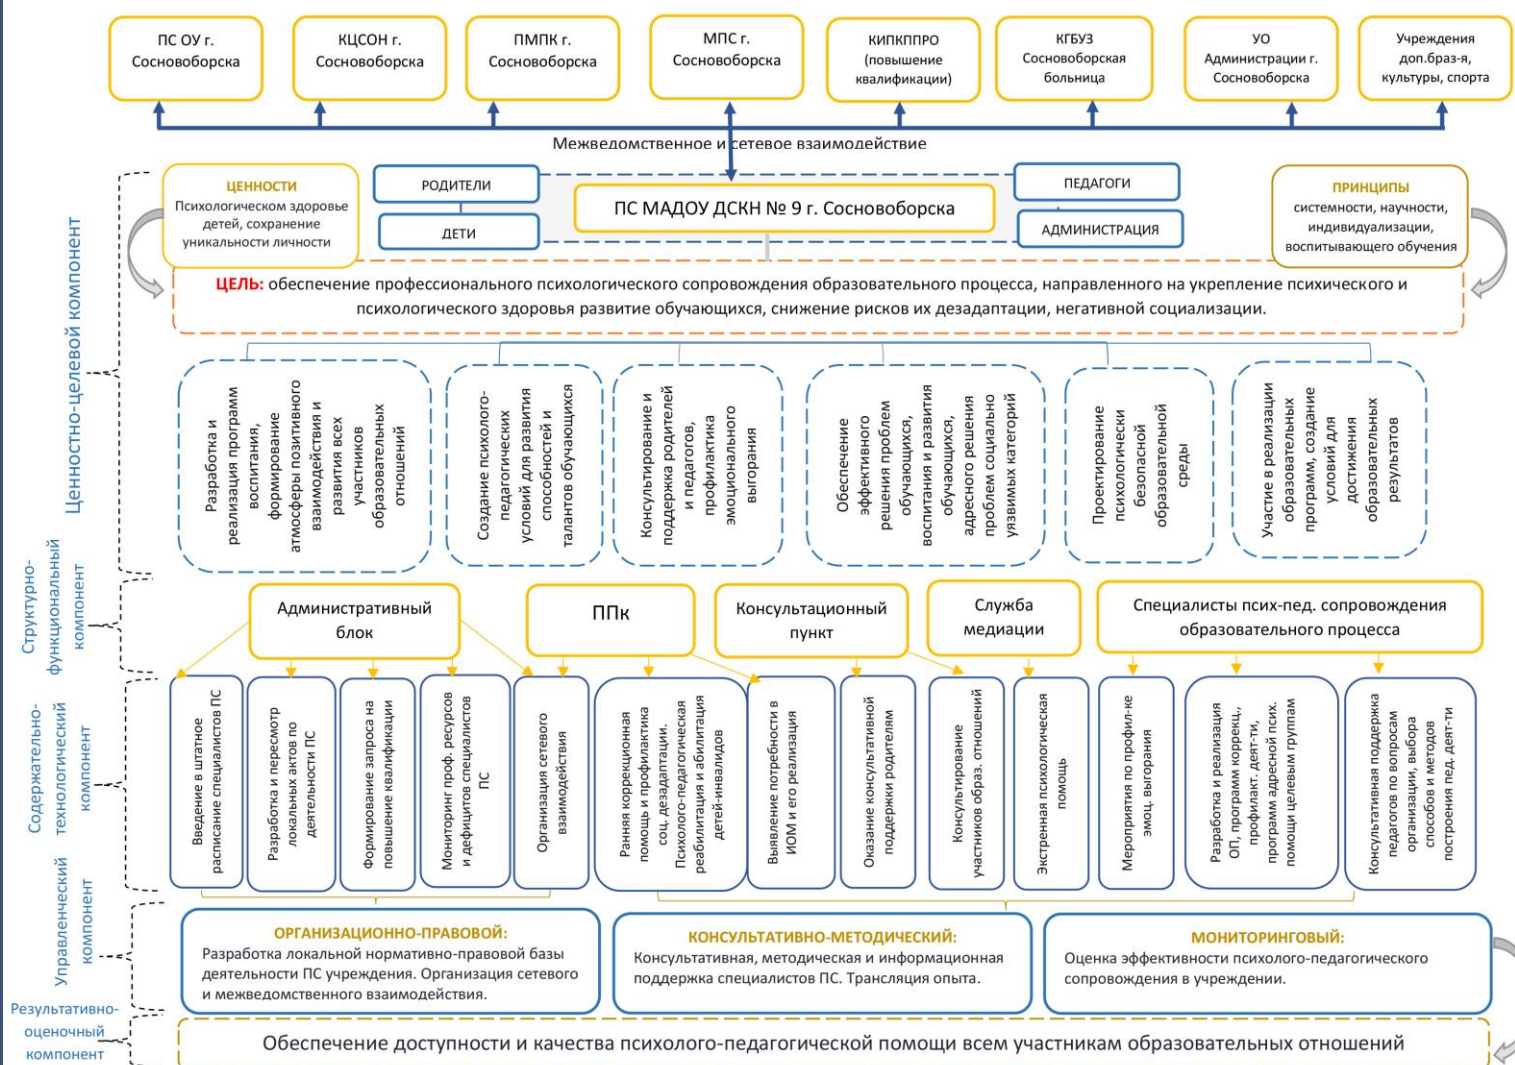 ПС ОУ г.
Сосновоборска
КЦСОН г.
Сосновоборска
ПМПК г.
Сосновоборска
МПС г.
Сосновоборска
КИПКППРО
(повышение
квалификации)
КГБУЗ
Сосновоборская
больница
УО
Администрации г.
Сосновоборска
Учреждения
доп.браз-я,
культуры, спорта
Межведомственное и сетевое взаимодействие
Ценностно-целевой компонент
ЦЕННОСТИ
Психологическом здоровье
детей, сохранение
уникальности личности
РОДИТЕЛИ
ДЕТИ
ПС МАДОУ ДСКН № 9 г. Сосновоборска
ПЕДАГОГИ
АДМИНИСТРАЦИЯ
ПРИНЦИПЫ
системности, научности,
индивидуализации,
воспитывающего обучения
ЦЕЛЬ: обеспечение профессионального психологического сопровождения образовательного процесса, направленного на укрепление психического и
психологического здоровья развитие обучающихся, снижение рисков их дезадаптации, негативной социализации.
Разработка и
реализация программ
воспитания,
формирование
атмосферы позитивного
взаимодействия и
развития всех
участников
образовательных
отношений
Создание психолого-
педагогических
условий для развития
способностей и
талантов обучающихся
Консультирование и
поддержка родителей
и педагогов,
профилактика
эмоционального
выгорания
Обеспечение
эффективного
решения проблем
обучающихся,
воспитания и развития
обучающихся,
адресного решения
проблем социально
уязвимых категорий
Проектирование
психологически
безопасной
образовательной
среды
Участие в реализации
образовательных
программ, создание
условий для
достижения
образовательных
результатов
Структурно-
функциональный
компонент
Административный
блок
ППк
Консультационный
пункт
Служба
медиации
Специалисты псих-пед. сопровождения
образовательного процесса
Содержательно-
технологический
компонент
Введение в штатное
расписание специалистов ПС
Разработка и пересмотр
локальных актов по
деятельности ПС
Формирование запроса на
повышение квалификации
Мониторинг проф. ресурсов
и дефицитов специалистов
ПС
Организация сетевого
взаимодействия
Ранняя коррекционная
помощь и профилактика
соц. дезадаптации.
Психолого-педагогическая
реабилитация и абилитация
детей-инвалидов
Выявление потребности в
ИОМ и его реализация
Оказание консультативной
поддержки родителям
Консультирование
участников образ. отношений
Экстренная психологическая
помощь
Мероприятия по профил-ке
эмоц. выгорания
Разработка и реализация
ОП, программ коррекц.,
профилакт. деят-ти,
программ адресной псих.
помощи целевым группам
Консультативная поддержка
педагогов по вопросам
организации, выбора
способов и методов
построения пед. деят-ти
Управленческий
компонент
ОРГАНИЗАЦИОННО-ПРАВОВОЙ:
Разработка локальной нормативно-правовой базы
деятельности ПС учреждения. Организация сетевого
и межведомственного взаимодействия.
КОНСУЛЬТАТИВНО-МЕТОДИЧЕСКИЙ:
Консультативная, методическая и информационная
поддержка специалистов ПС. Трансляция опыта.
МОНИТОРИНГОВЫЙ:
Оценка эффективности психолого-педагогического
сопровождения в учреждении.
Результативно-
оценочный
компонент
Обеспечение доступности и качества психолого-педагогической помощи всем участникам образовательных отношений